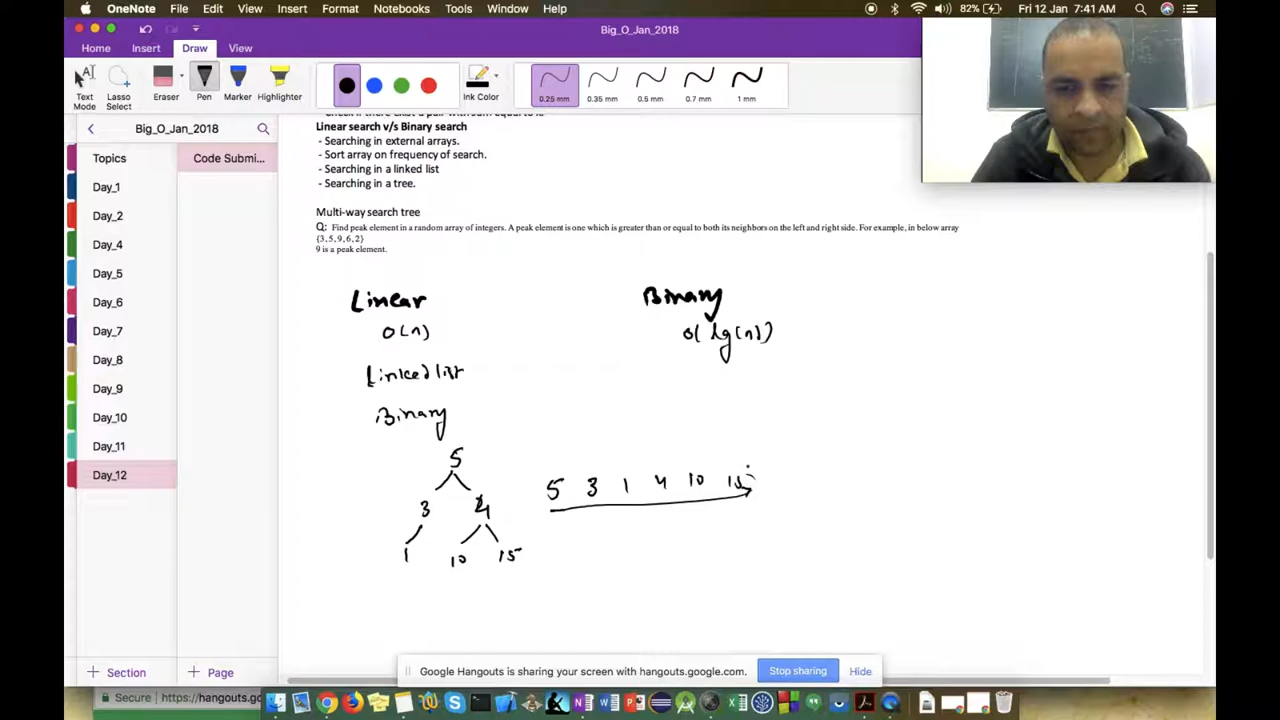 OneNote File Edit View Insert Format Notebooks Tools Window Help 82% Fri 12 Jan 7:41 AM
Big_O_Jan_2018
Home Insert Draw View
Text Mode Lasso Select Eraser Pen Marker Highlighter Ink Color 0.25 mm 0.35 mm 0.5 mm 0.7 mm 1 mm
Big_O_Jan_2018
Topics
Day_1
Day_2
Day_4
Day_5
Day_6
Day_7
Day_8
Day_9
Day_10
Day_11
Day_12
Code Submi...
Linear search v/s Binary search
- Searching in external arrays.
- Sort array on frequency of search.
- Searching in a linked list
- Searching in a tree.
Multi-way search tree
Q: Find peak element in a random array of integers. A peak element is one which is greater than or equal to both its neighbors on the left and right side. For example, in below array
{3,5,9,6,2}
9 is a peak element.
Linear Binary
O(n) O(lg(n))
Linked list
Binary
5
3 4
1 10 15
5 3 1 4 10 15
+ Section + Page
Google Hangouts is sharing your screen with hangouts.google.com. Stop sharing Hide
Secure https://hangouts.go